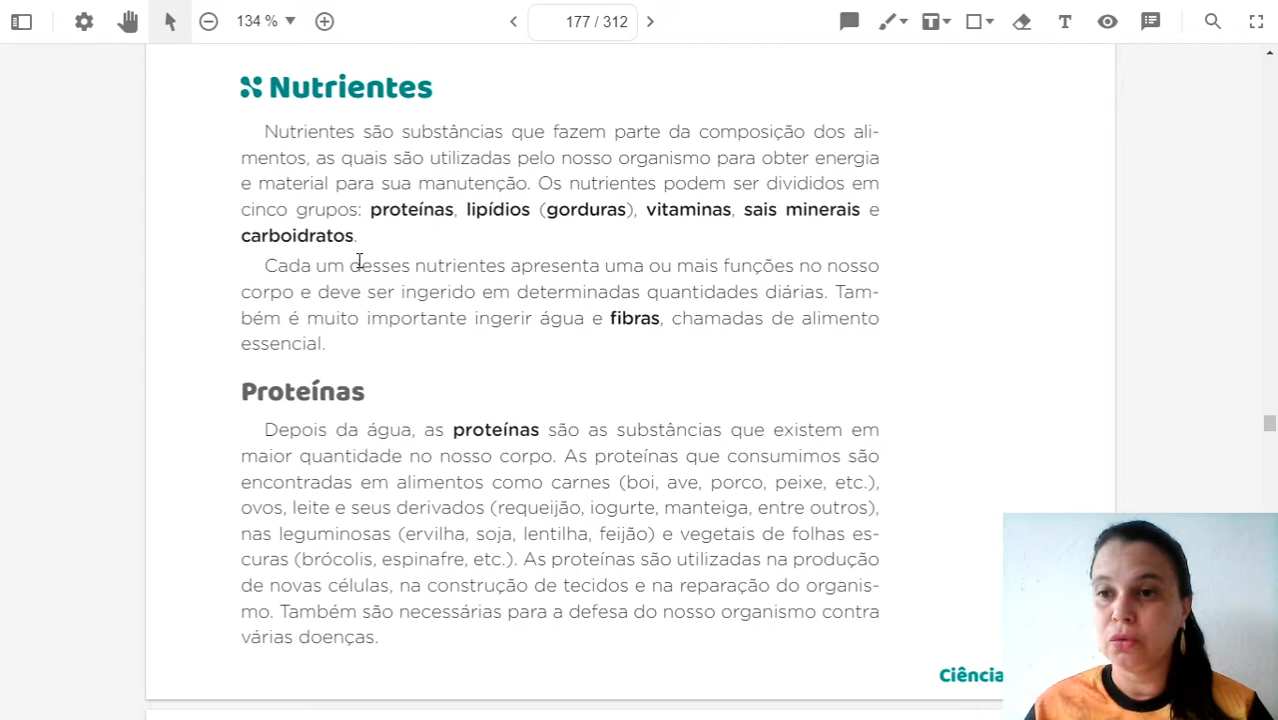 134 %
177 / 312
Nutrientes
Nutrientes são substâncias que fazem parte da composição dos ali-
mentos, as quais são utilizadas pelo nosso organismo para obter energia
e material para sua manutenção. Os nutrientes podem ser divididos em
cinco grupos: proteínas, lipídios (gorduras), vitaminas, sais minerais e
carboidratos.
Cada um desses nutrientes apresenta uma ou mais funções no nosso
corpo e deve ser ingerido em determinadas quantidades diárias. Tam-
bém é muito importante ingerir água e fibras, chamadas de alimento
essencial.
Proteínas
Depois da água, as proteínas são as substâncias que existem em
maior quantidade no nosso corpo. As proteínas que consumimos são
encontradas em alimentos como carnes (boi, ave, porco, peixe, etc.),
ovos, leite e seus derivados (requeijão, iogurte, manteiga, entre outros),
nas leguminosas (ervilha, soja, lentilha, feijão) e vegetais de folhas es-
curas (brócolis, espinafre, etc.). As proteínas são utilizadas na produção
de novas células, na construção de tecidos e na reparação do organis-
mo. Também são necessárias para a defesa do nosso organismo contra
várias doenças.
Ciência